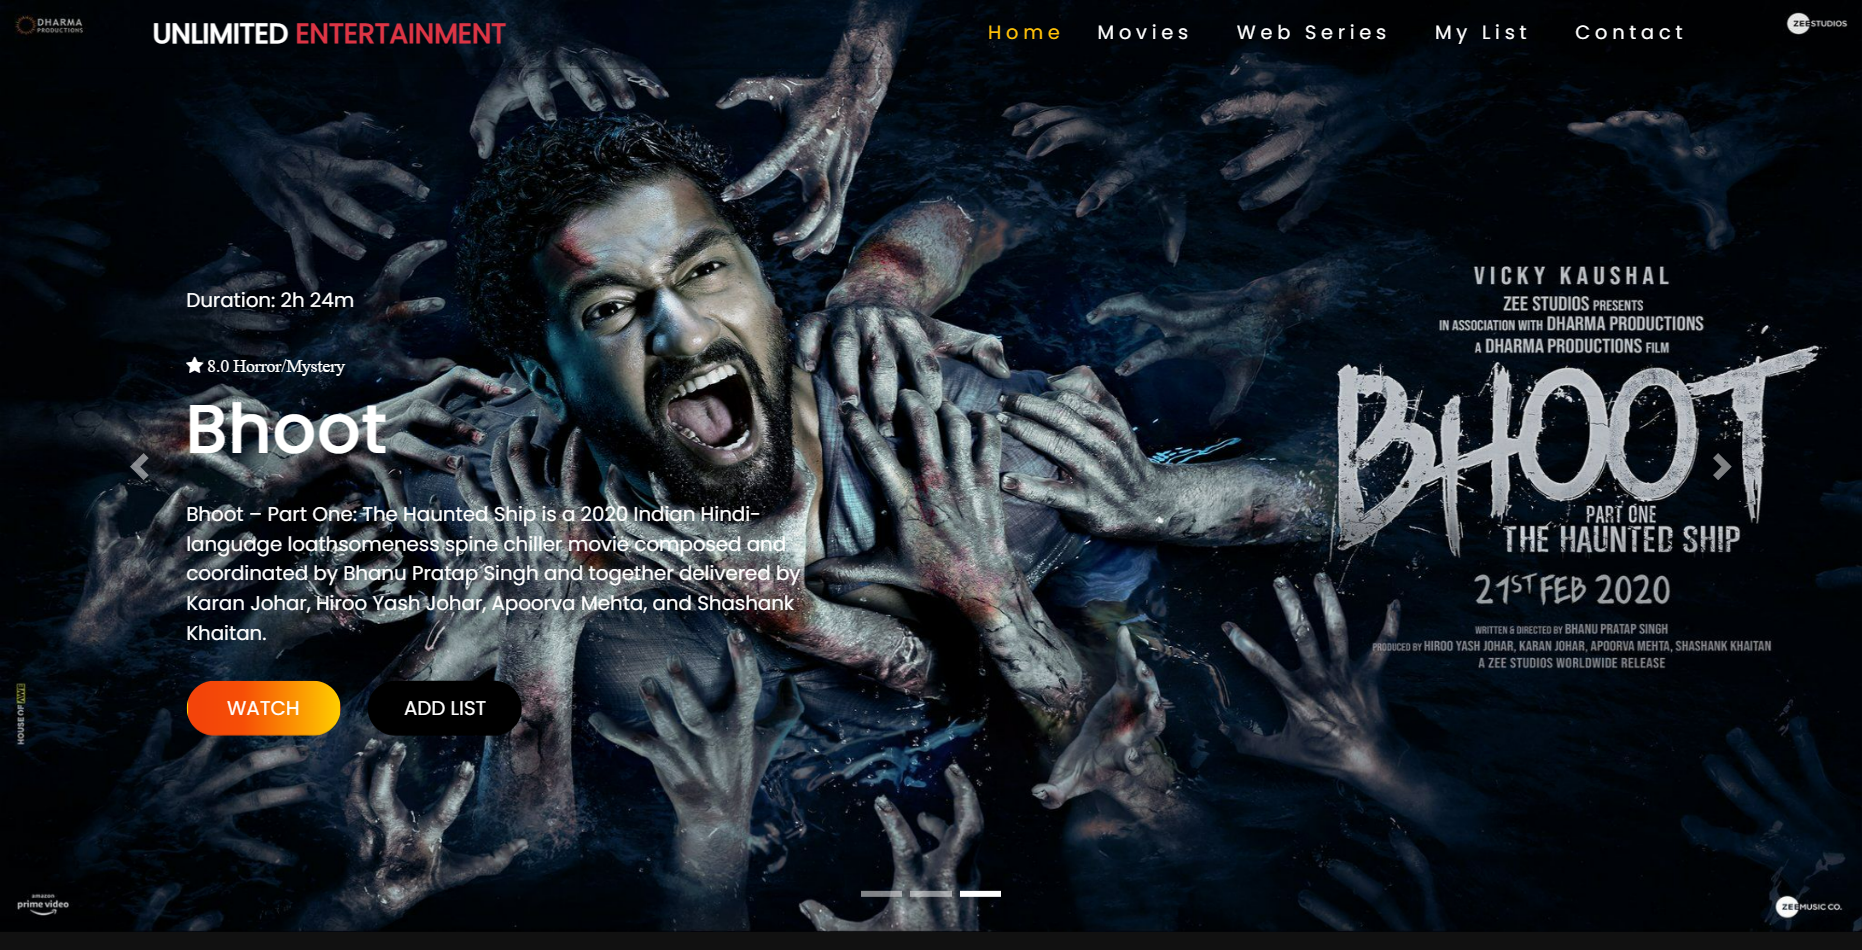 DHARMA
PRODUCTIONS
UNLIMITED ENTERTAINMENT
Home
Movies
Web Series
My List
Contact
ZEE STUDIOS
Duration: 2h 24m
8.0 Horror/Mystery
Bhoot
Bhoot – Part One: The Haunted Ship is a 2020 Indian Hindi-
language loathsomeness spine chiller movie composed and
coordinated by Bhanu Pratap Singh and together delivered by
Karan Johar, Hiroo Yash Johar, Apoorva Mehta, and Shashank
Khaitan.
WATCH
ADD LIST
VICKY KAUSHAL
ZEE STUDIOS PRESENTS
IN ASSOCIATION WITH DHARMA PRODUCTIONS
A DHARMA PRODUCTIONS FILM
BHOOT
PART ONE
THE HAUNTED SHIP
21ST FEB 2020
WRITTEN & DIRECTED BY BHANU PRATAP SINGH
PRODUCED BY HIROO YASH JOHAR, KARAN JOHAR, APOORVA MEHTA, SHASHANK KHAITAN
A ZEE STUDIOS WORLDWIDE RELEASE
HOUSE OF AWE
amazon
prime video
ZEE MUSIC CO.